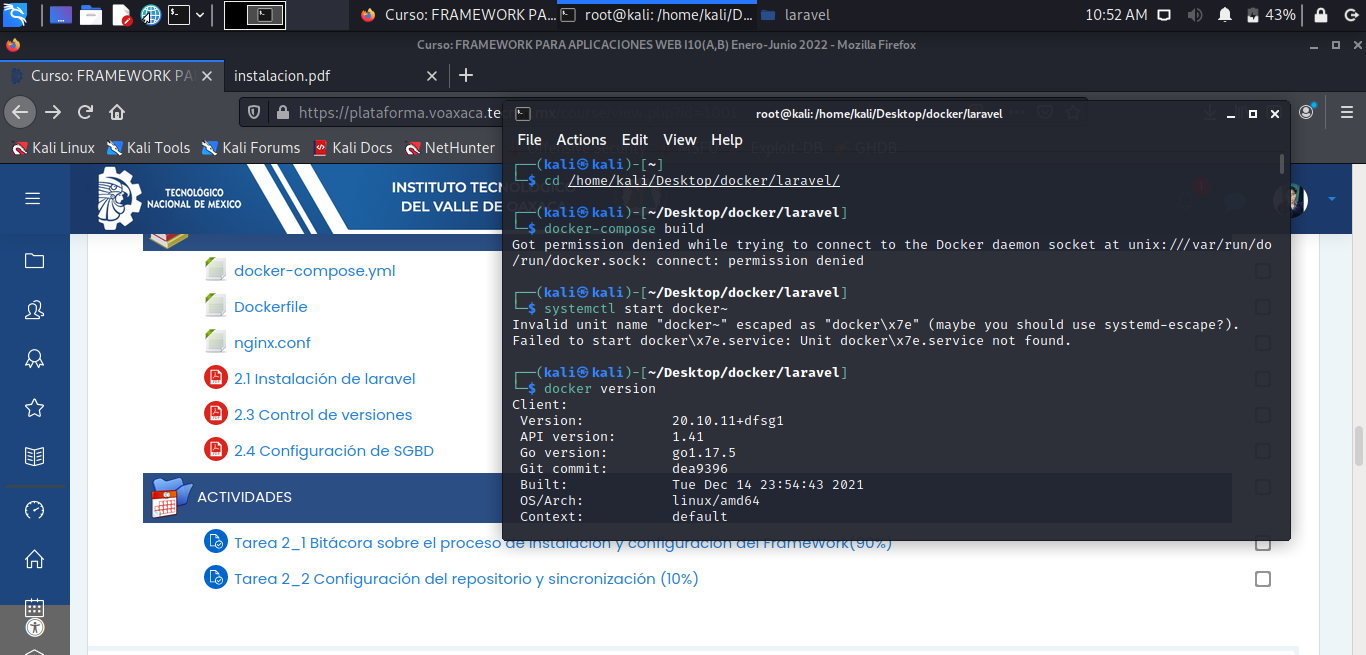 Curso: FRAMEWORK PA...
root@kali: /home/kali/D...
laravel
10:52 AM
43%
Curso: FRAMEWORK PARA APLICACIONES WEB I10(A,B) Enero-Junio 2022 - Mozilla Firefox
Curso: FRAMEWORK PA
instalacion.pdf
https://plataforma.voaxaca.te
Kali Linux
Kali Tools
Kali Forums
Kali Docs
NetHunter
Exploit-DB
GHDB
TECNOLÓGICO
NACIONAL DE MÉXICO
INSTITUTO TECN
DEL VALLE DE
docker-compose.yml
Dockerfile
nginx.conf
2.1 Instalación de laravel
2.3 Control de versiones
2.4 Configuración de SGBD
ACTIVIDADES
Tarea 2_1 Bitácora sobre el proceso de instalación y configuración del FrameWork(90%)
Tarea 2_2 Configuración del repositorio y sincronización (10%)
root@kali: /home/kali/Desktop/docker/laravel
File Actions Edit View Help
┌──(kali㉿kali)-[~]
└─$ cd /home/kali/Desktop/docker/laravel/
┌──(kali㉿kali)-[~/Desktop/docker/laravel]
└─$ docker-compose build
Got permission denied while trying to connect to the Docker daemon socket at unix:///var/run/do
/run/docker.sock: connect: permission denied
┌──(kali㉿kali)-[~/Desktop/docker/laravel]
└─$ systemctl start docker~
Invalid unit name "docker~" escaped as "docker\x7e" (maybe you should use systemd-escape?).
Failed to start docker\x7e.service: Unit docker\x7e.service not found.
┌──(kali㉿kali)-[~/Desktop/docker/laravel]
└─$ docker version
Client:
Version: 20.10.11+dfsg1
API version: 1.41
Go version: go1.17.5
Git commit: dea9396
Built: Tue Dec 14 23:54:43 2021
OS/Arch: linux/amd64
Context: default